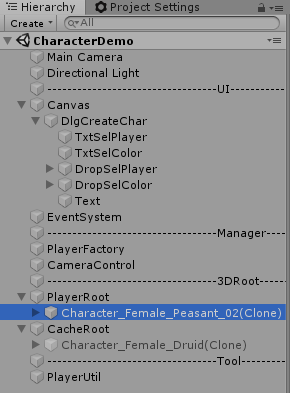 Hierarchy Project Settings
Create All
CharacterDemo
Main Camera
Directional Light
--------------------------------UI--------
Canvas
DlgCreateChar
TxtSelPlayer
TxtSelColor
DropSelPlayer
DropSelColor
Text
EventSystem
--------------------------------Manager-----
PlayerFactory
CameraControl
--------------------------------3DRoot-----
PlayerRoot
Character_Female_Peasant_02(Clone)
CacheRoot
Character_Female_Druid(Clone)
--------------------------------Tool-------
PlayerUtil